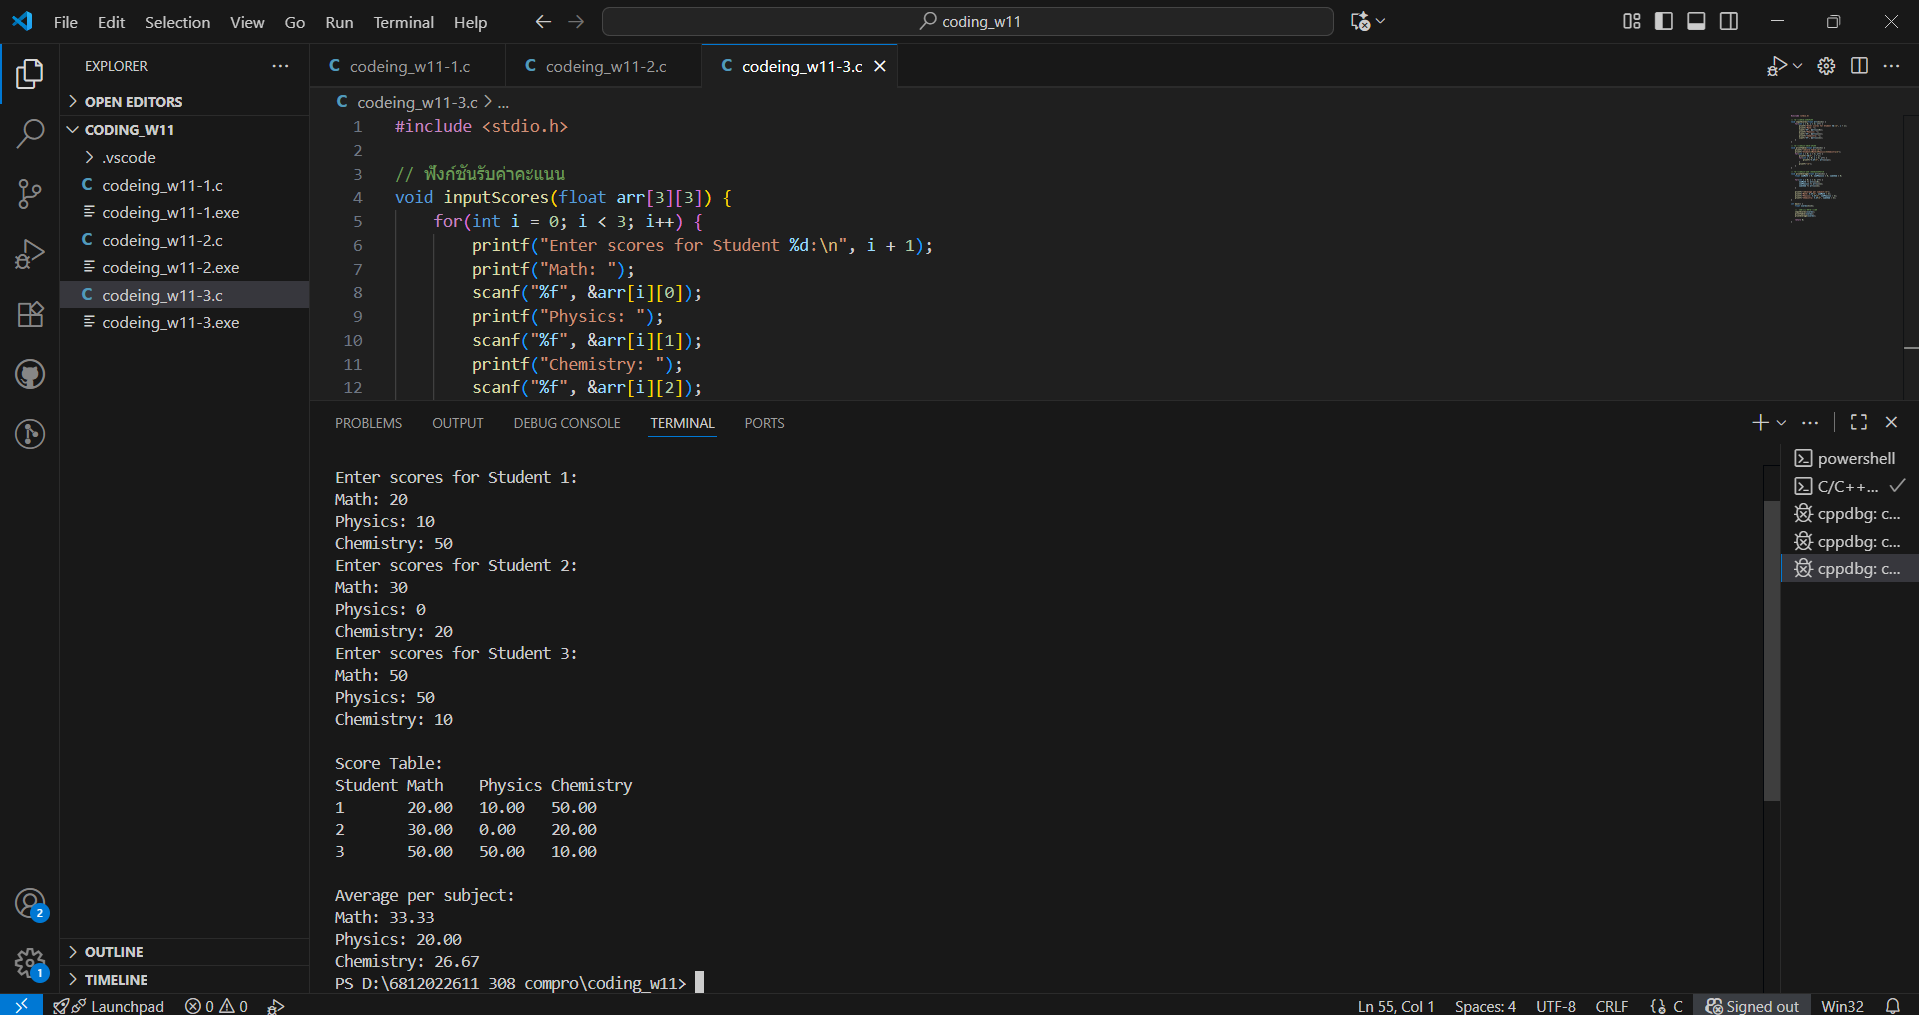 File Edit Selection View Go Run Terminal Help coding_w11
EXPLORER
OPEN EDITORS
CODING_W11
.vscode
C codeing_w11-1.c
codeing_w11-1.exe
C codeing_w11-2.c
codeing_w11-2.exe
C codeing_w11-3.c
codeing_w11-3.exe
OUTLINE
TIMELINE
C codeing_w11-1.c C codeing_w11-2.c C codeing_w11-3.c
C codeing_w11-3.c > ...
1 #include <stdio.h>
2
3 // ฟังก์ชันรับค่าคะแนน
4 void inputScores(float arr[3][3]) {
5 for(int i = 0; i < 3; i++) {
6 printf("Enter scores for Student %d:\n", i + 1);
7 printf("Math: ");
8 scanf("%f", &arr[i][0]);
9 printf("Physics: ");
10 scanf("%f", &arr[i][1]);
11 printf("Chemistry: ");
12 scanf("%f", &arr[i][2]);
PROBLEMS OUTPUT DEBUG CONSOLE TERMINAL PORTS
Enter scores for Student 1:
Math: 20
Physics: 10
Chemistry: 50
Enter scores for Student 2:
Math: 30
Physics: 0
Chemistry: 20
Enter scores for Student 3:
Math: 50
Physics: 50
Chemistry: 10
Score Table:
Student Math Physics Chemistry
1 20.00 10.00 50.00
2 30.00 0.00 20.00
3 50.00 50.00 10.00
Average per subject:
Math: 33.33
Physics: 20.00
Chemistry: 26.67
PS D:\6812022611 308 compro\coding_w11>
powershell
C/C++...
cppdbg: c...
cppdbg: c...
cppdbg: c...
2
1
Launchpad 0 0 Ln 55, Col 1 Spaces: 4 UTF-8 CRLF {} C Signed out Win32